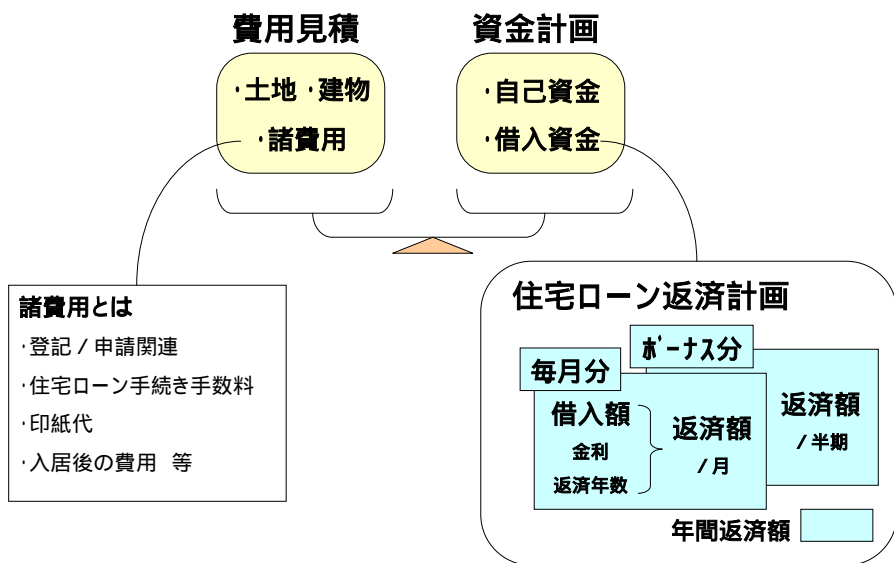 費用見積
資金計画
・土地・建物
・諸費用
・自己資金
・借入資金
諸費用とは
・登記/申請関連
・住宅ローン手続き手数料
・印紙代
・入居後の費用 等
住宅ローン返済計画
毎月分
ボーナス分
借入額
金利
返済年数
返済額
/月
返済額
/半期
年間返済額